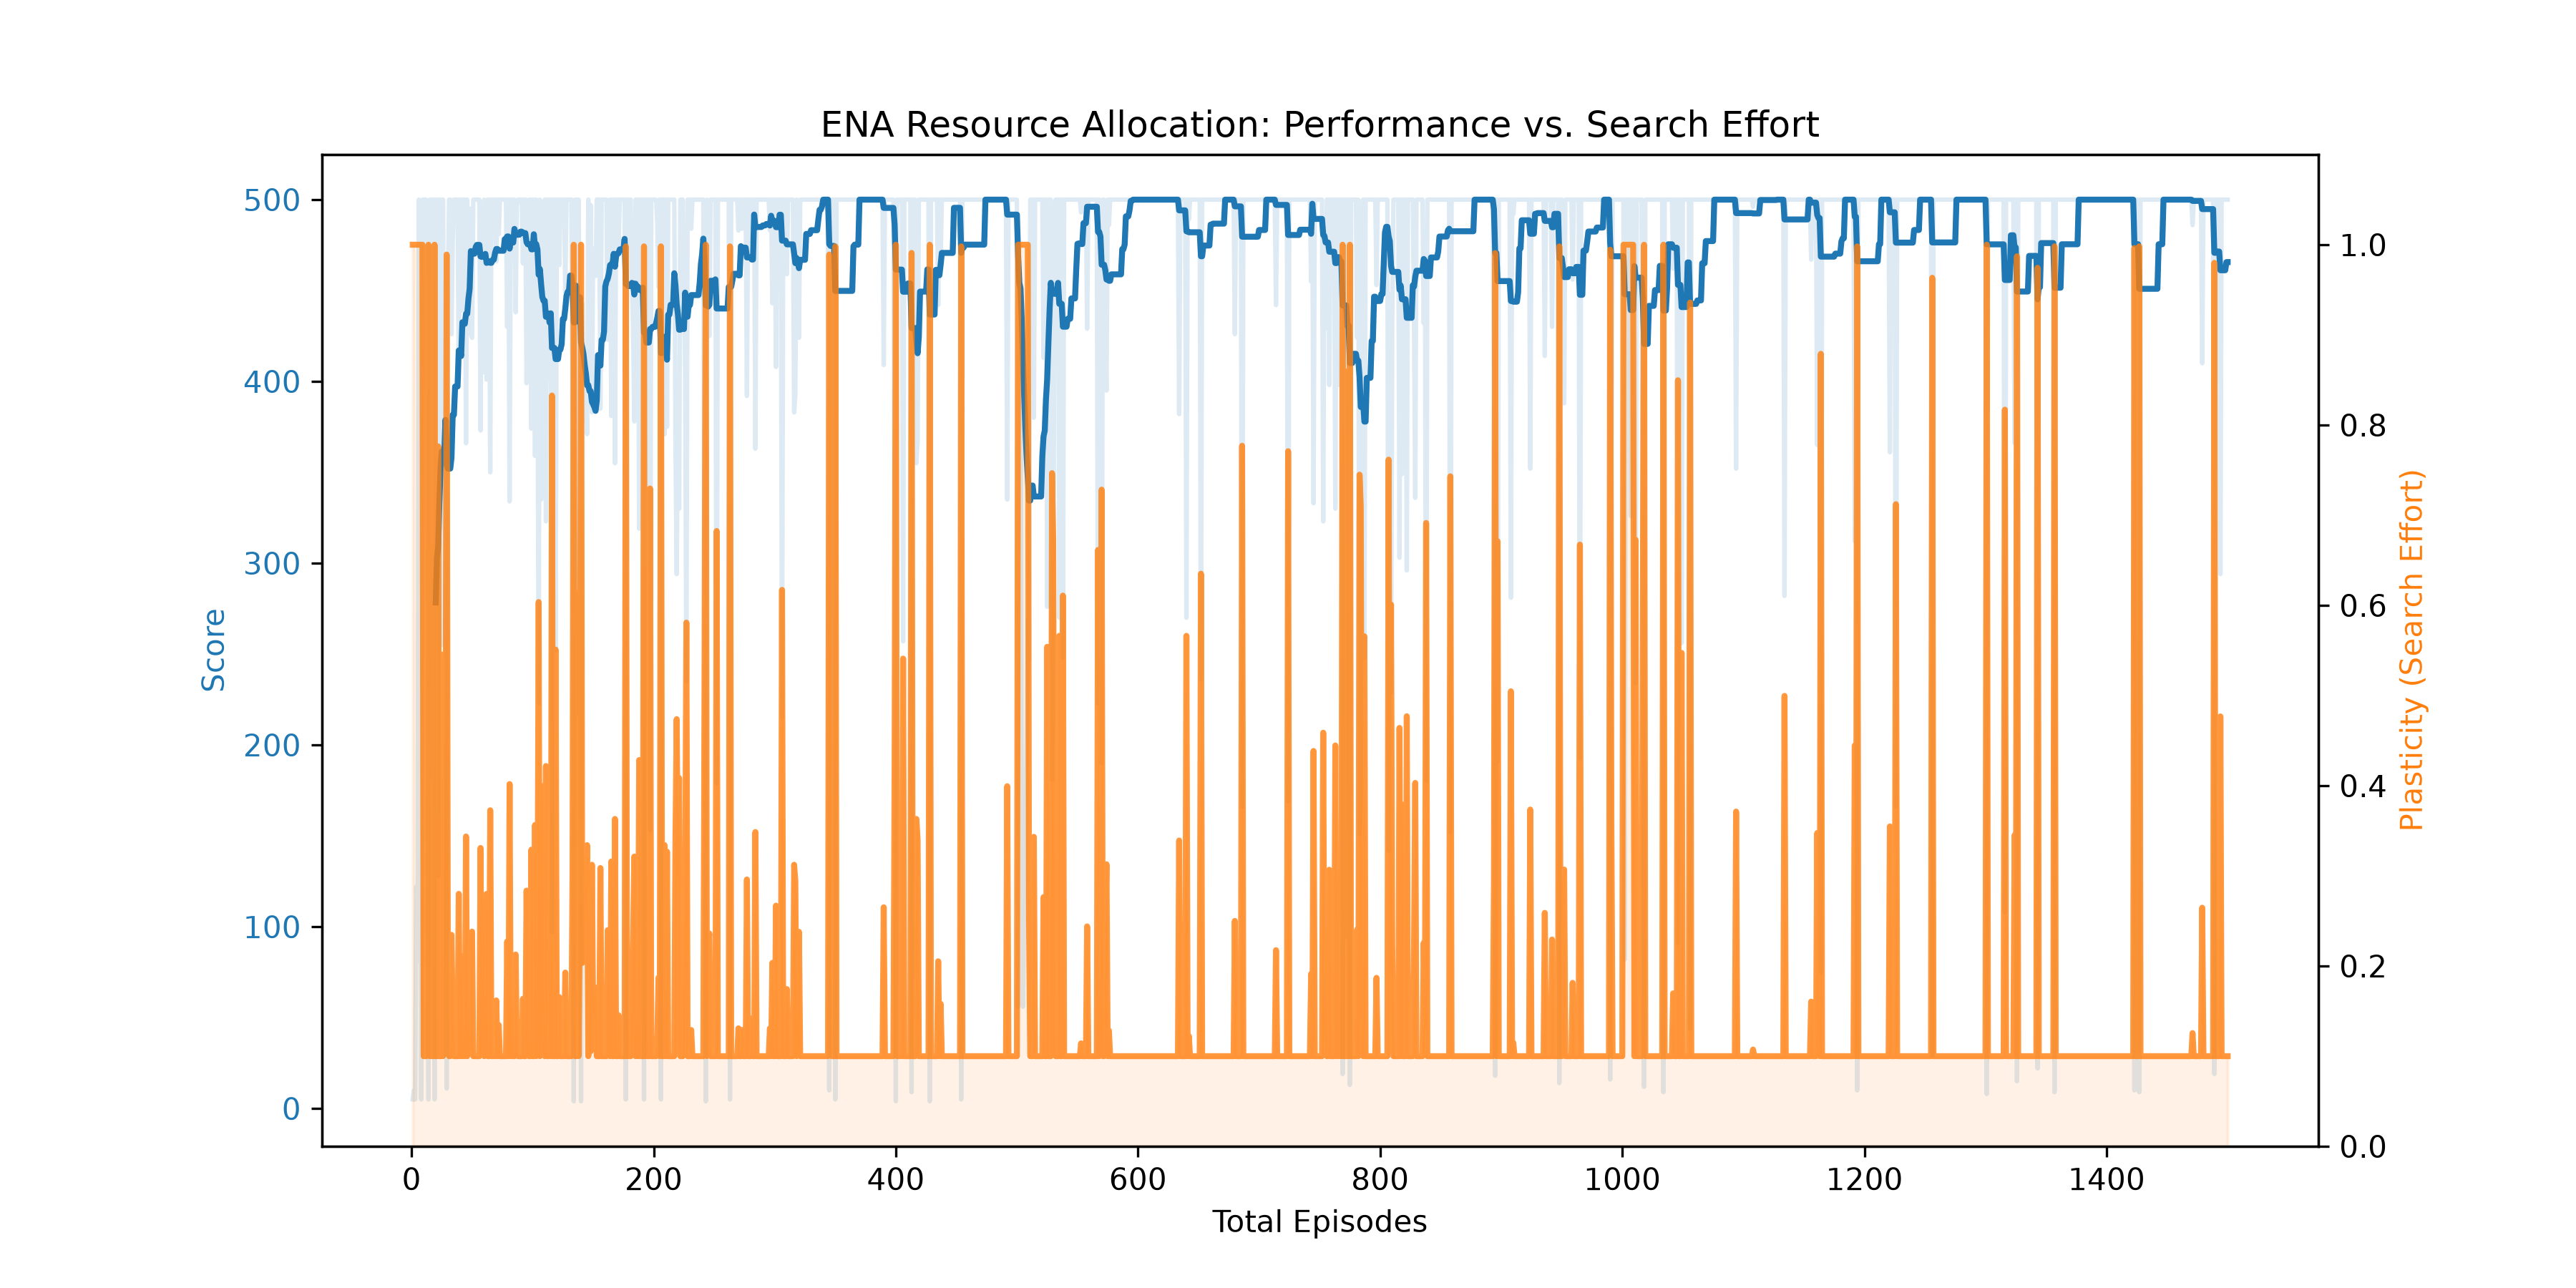 ENA Resource Allocation: Performance vs. Search Effort
500
400
300
200
100
0
Score
1.0
0.8
0.6
0.4
0.2
0.0
Plasticity (Search Effort)
0 200 400 600 800 1000 1200 1400
Total Episodes